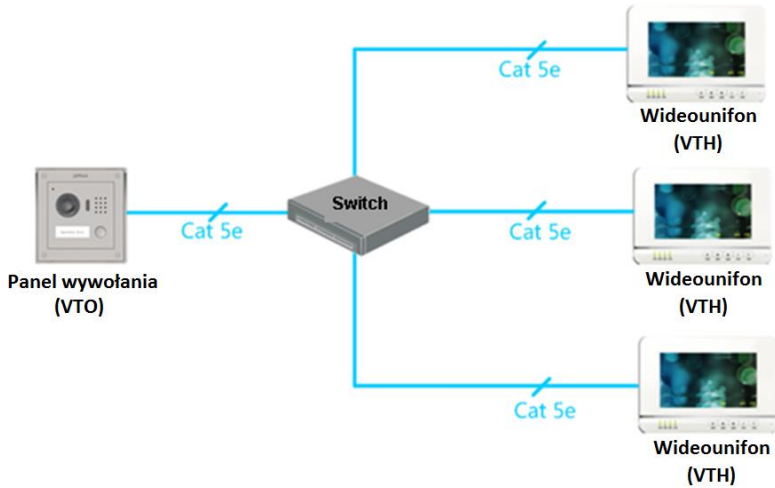 Cat 5e
Wideounifon
(VTH)
Switch
Cat 5e
Cat 5e
Panel wywołania
(VTO)
Wideounifon
(VTH)
Cat 5e
Wideounifon
(VTH)